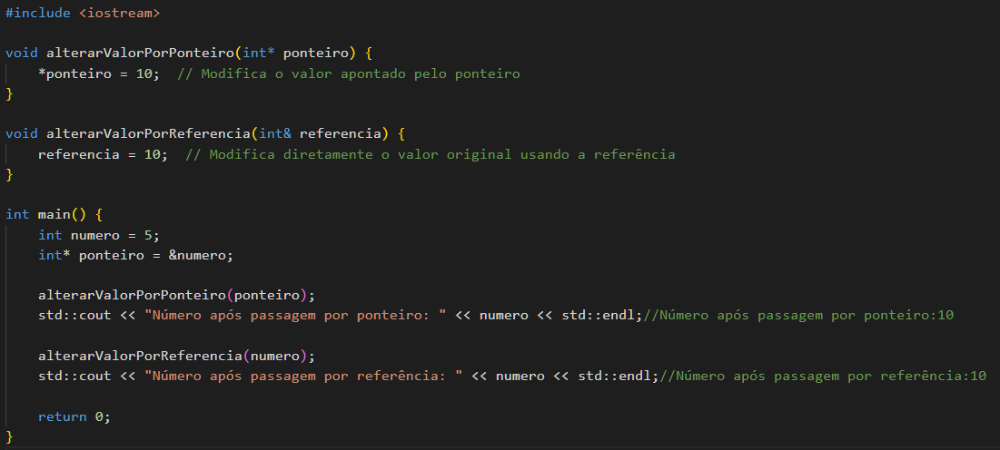 #include <iostream>

void alterarValorPorPonteiro(int* ponteiro) {
    *ponteiro = 10;  // Modifica o valor apontado pelo ponteiro
}

void alterarValorPorReferencia(int& referencia) {
    referencia = 10;  // Modifica diretamente o valor original usando a referência
}

int main() {
    int numero = 5;
    int* ponteiro = &numero;

    alterarValorPorPonteiro(ponteiro);
    std::cout << "Número após passagem por ponteiro: " << numero << std::endl;//Número após passagem por ponteiro:10

    alterarValorPorReferencia(numero);
    std::cout << "Número após passagem por referência: " << numero << std::endl;//Número após passagem por referência:10

    return 0;
}